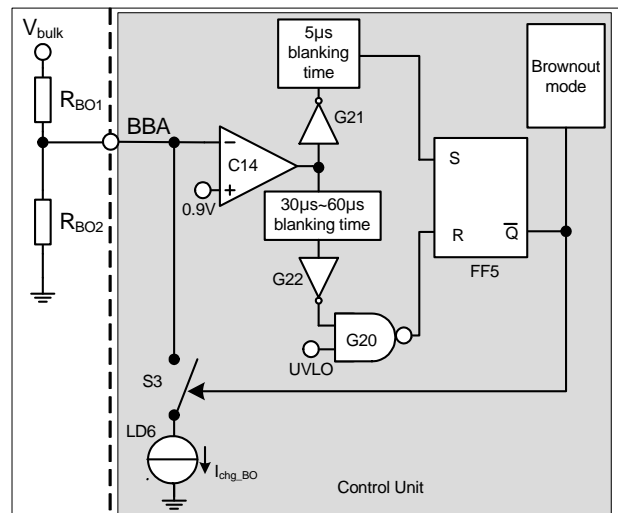 Vbulk
RBO1
RBO2
BBA
5µs
blanking
time
G21
Brownout
mode
−
C14
+
0.9V
30µs~60µs
blanking time
S
R
Q̅
FF5
G22
G20
UVLO
S3
LD6
Ichg_BO
Control Unit